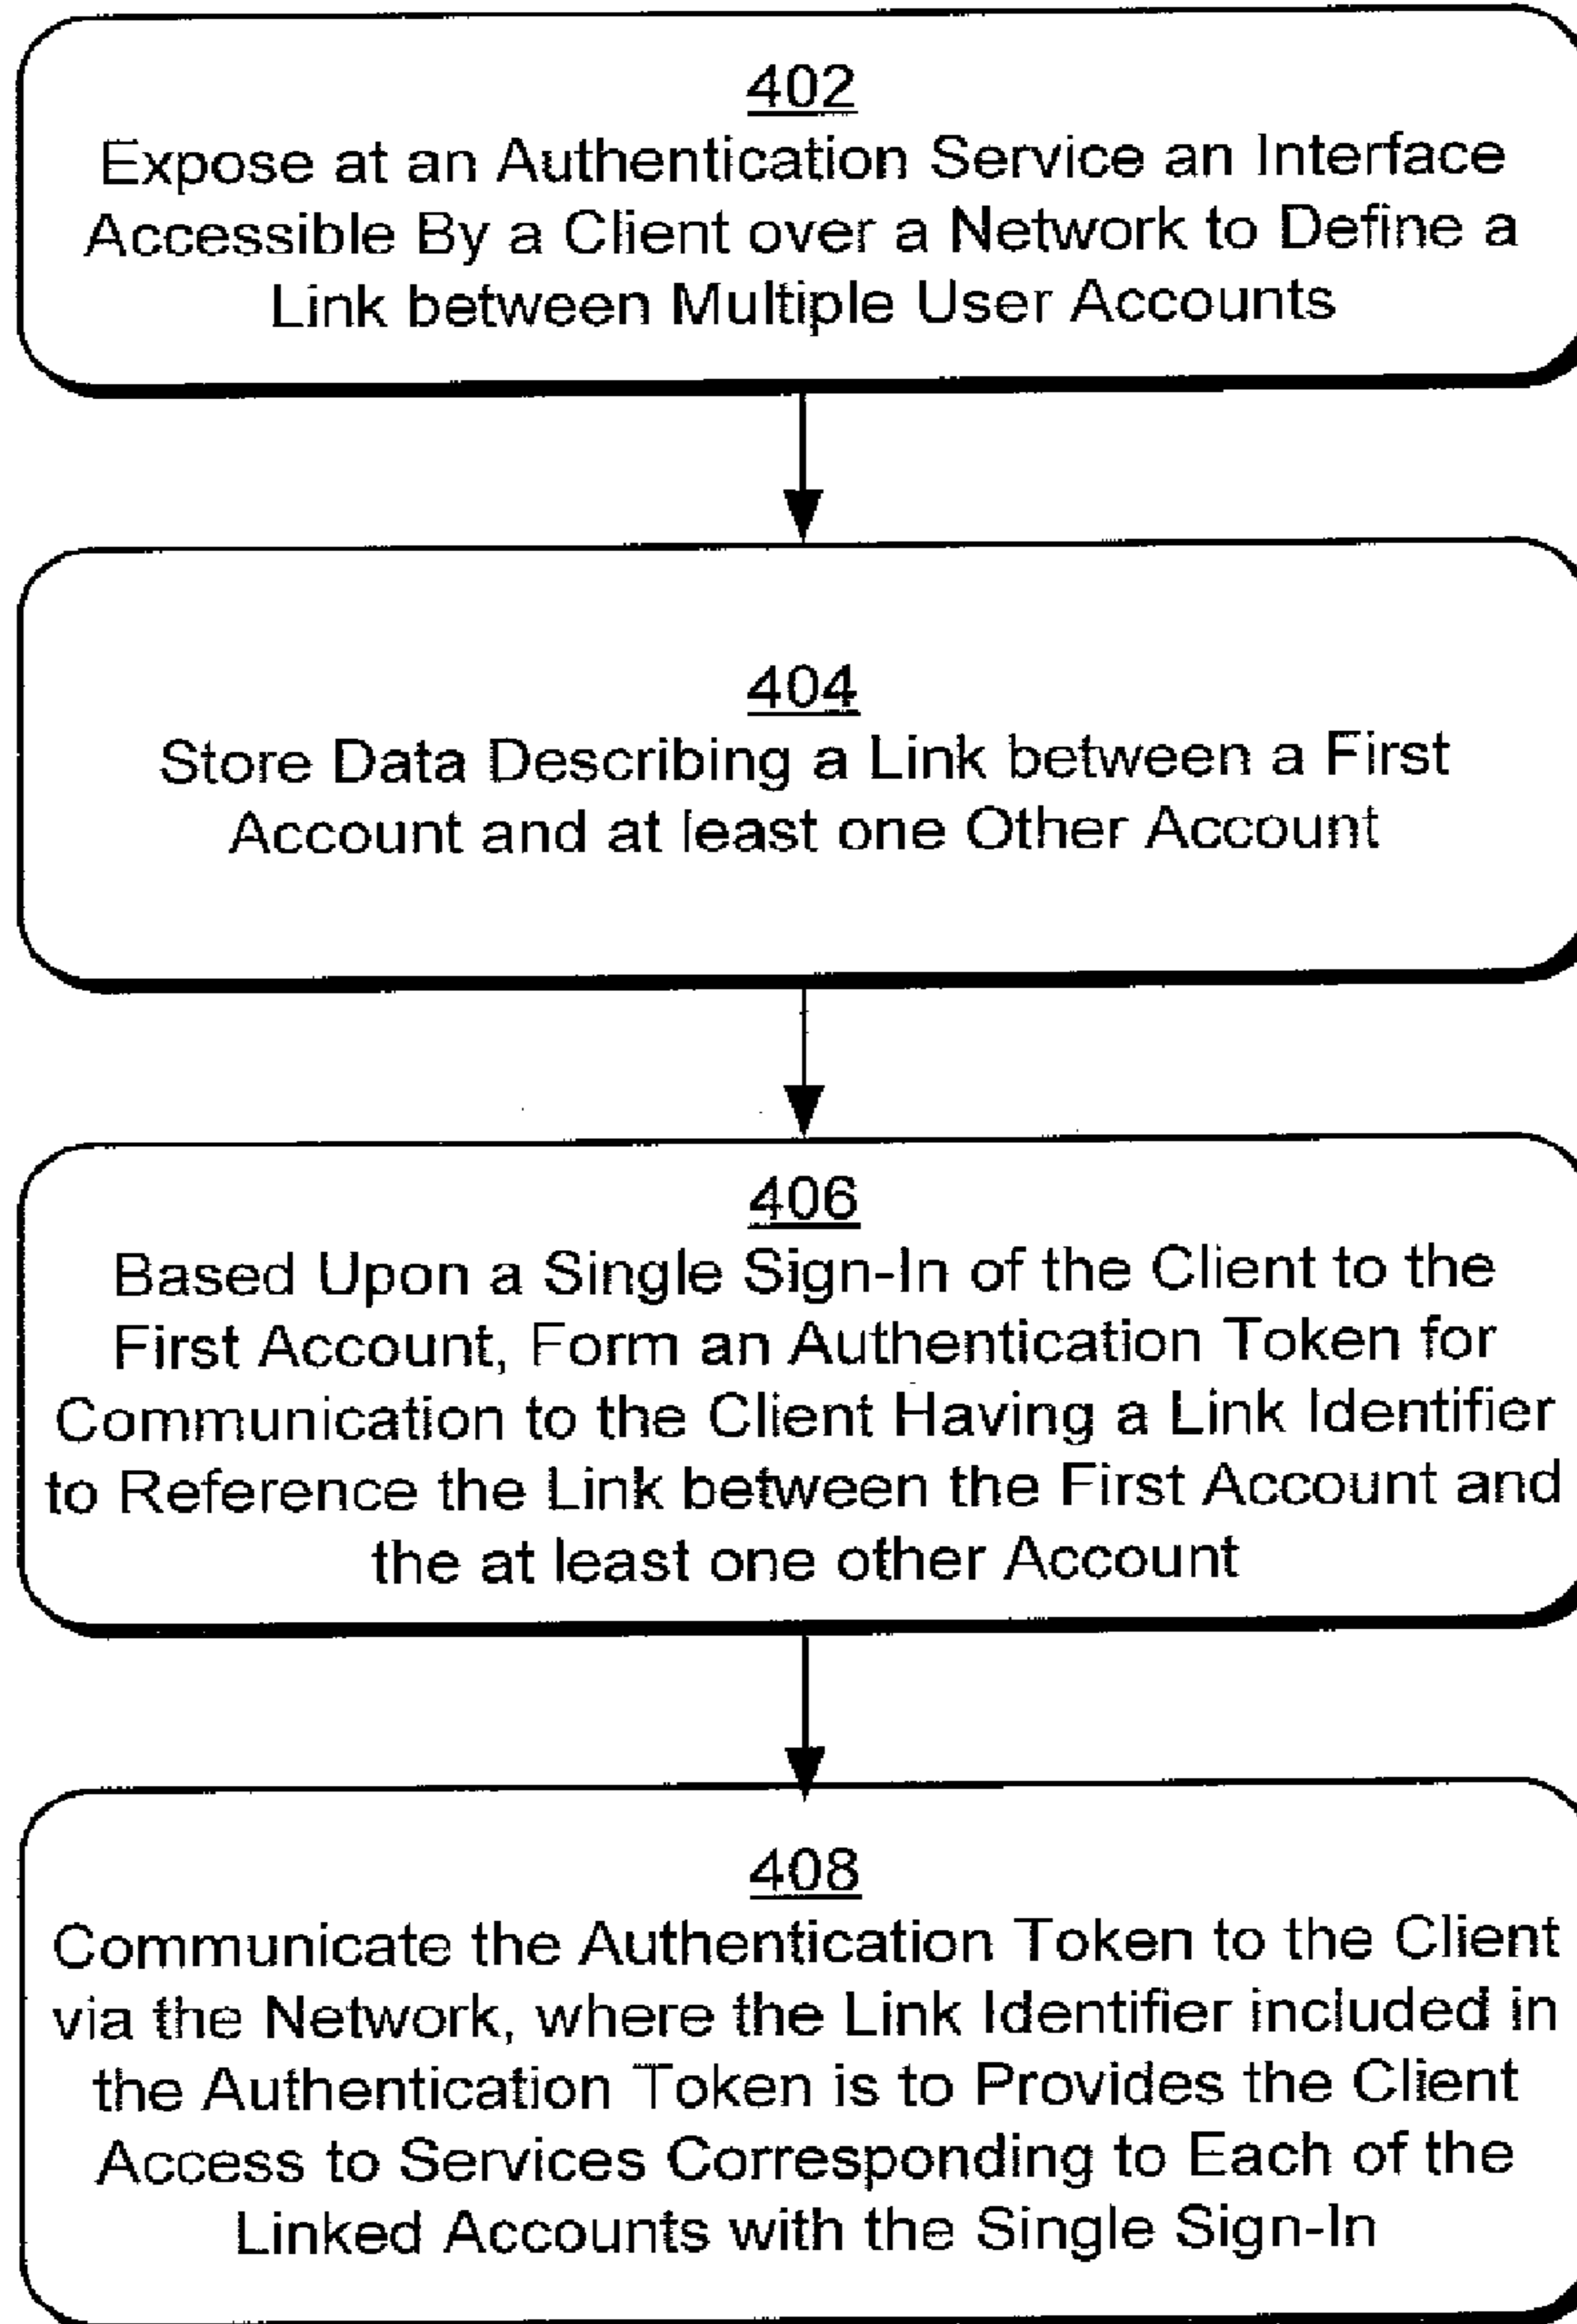 402
Expose at an Authentication Service an Interface
Accessible By a Client over a Network to Define a
Link between Multiple User Accounts
404
Store Data Describing a Link between a First
Account and at least one Other Account
406
Based Upon a Single Sign-In of the Client to the
First Account, Form an Authentication Token for
Communication to the Client Having a Link Identifier
to Reference the Link between the First Account and
the at least one other Account
408
Communicate the Authentication Token to the Client
via the Network, where the Link Identifier included in
the Authentication Token is to Provides the Client
Access to Services Corresponding to Each of the
Linked Accounts with the Single Sign-In